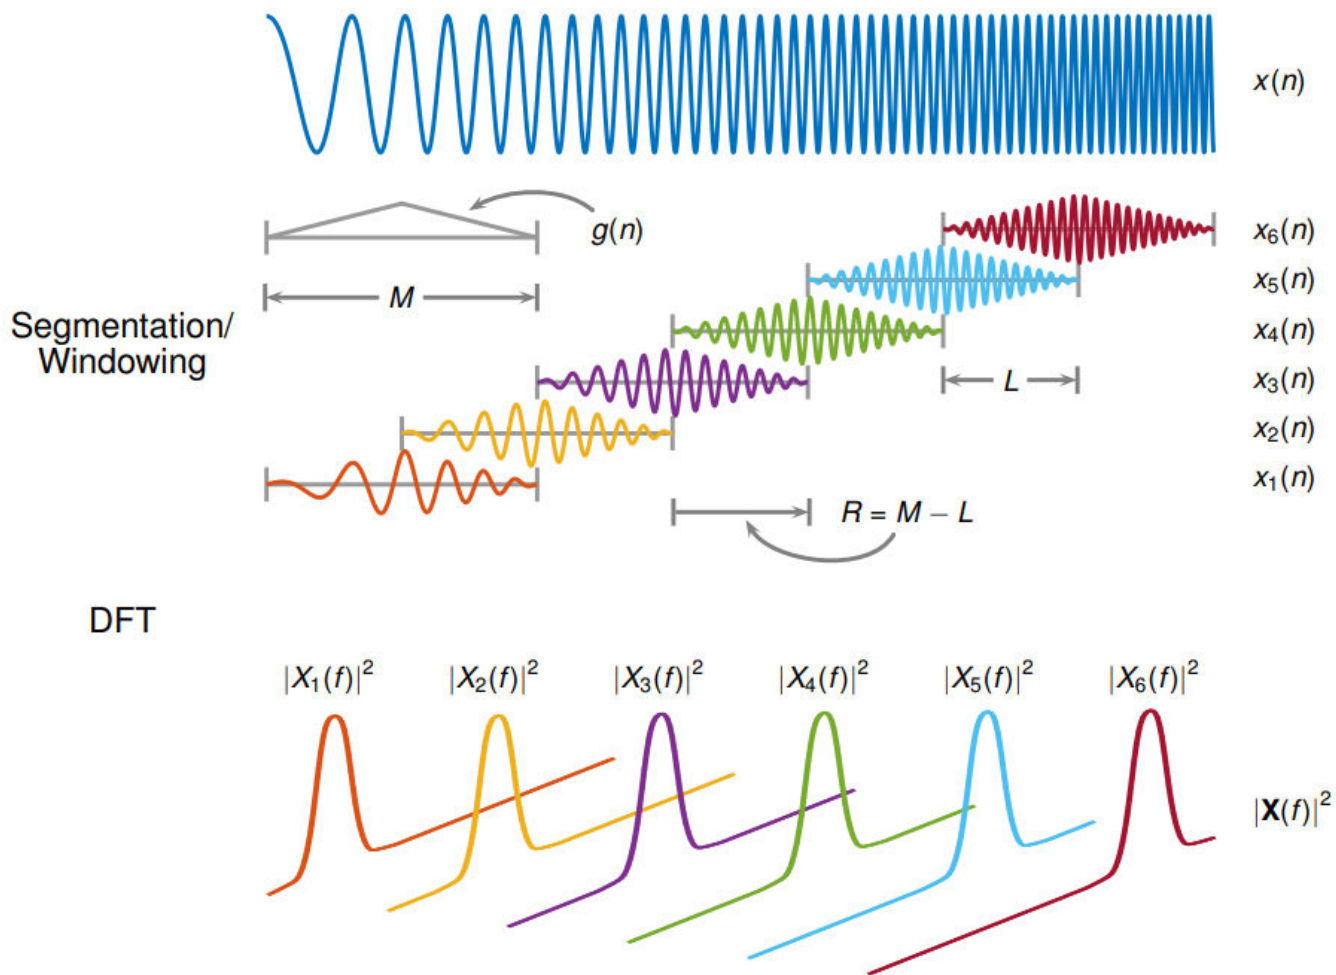 x(n)
g(n)
x₆(n)
x₅(n)
M
Segmentation/
Windowing
x₄(n)
x₃(n)
L
x₂(n)
x₁(n)
R = M − L
DFT
|X₁(f)|²
|X₂(f)|²
|X₃(f)|²
|X₄(f)|²
|X₅(f)|²
|X₆(f)|²
|𝐗(f)|²